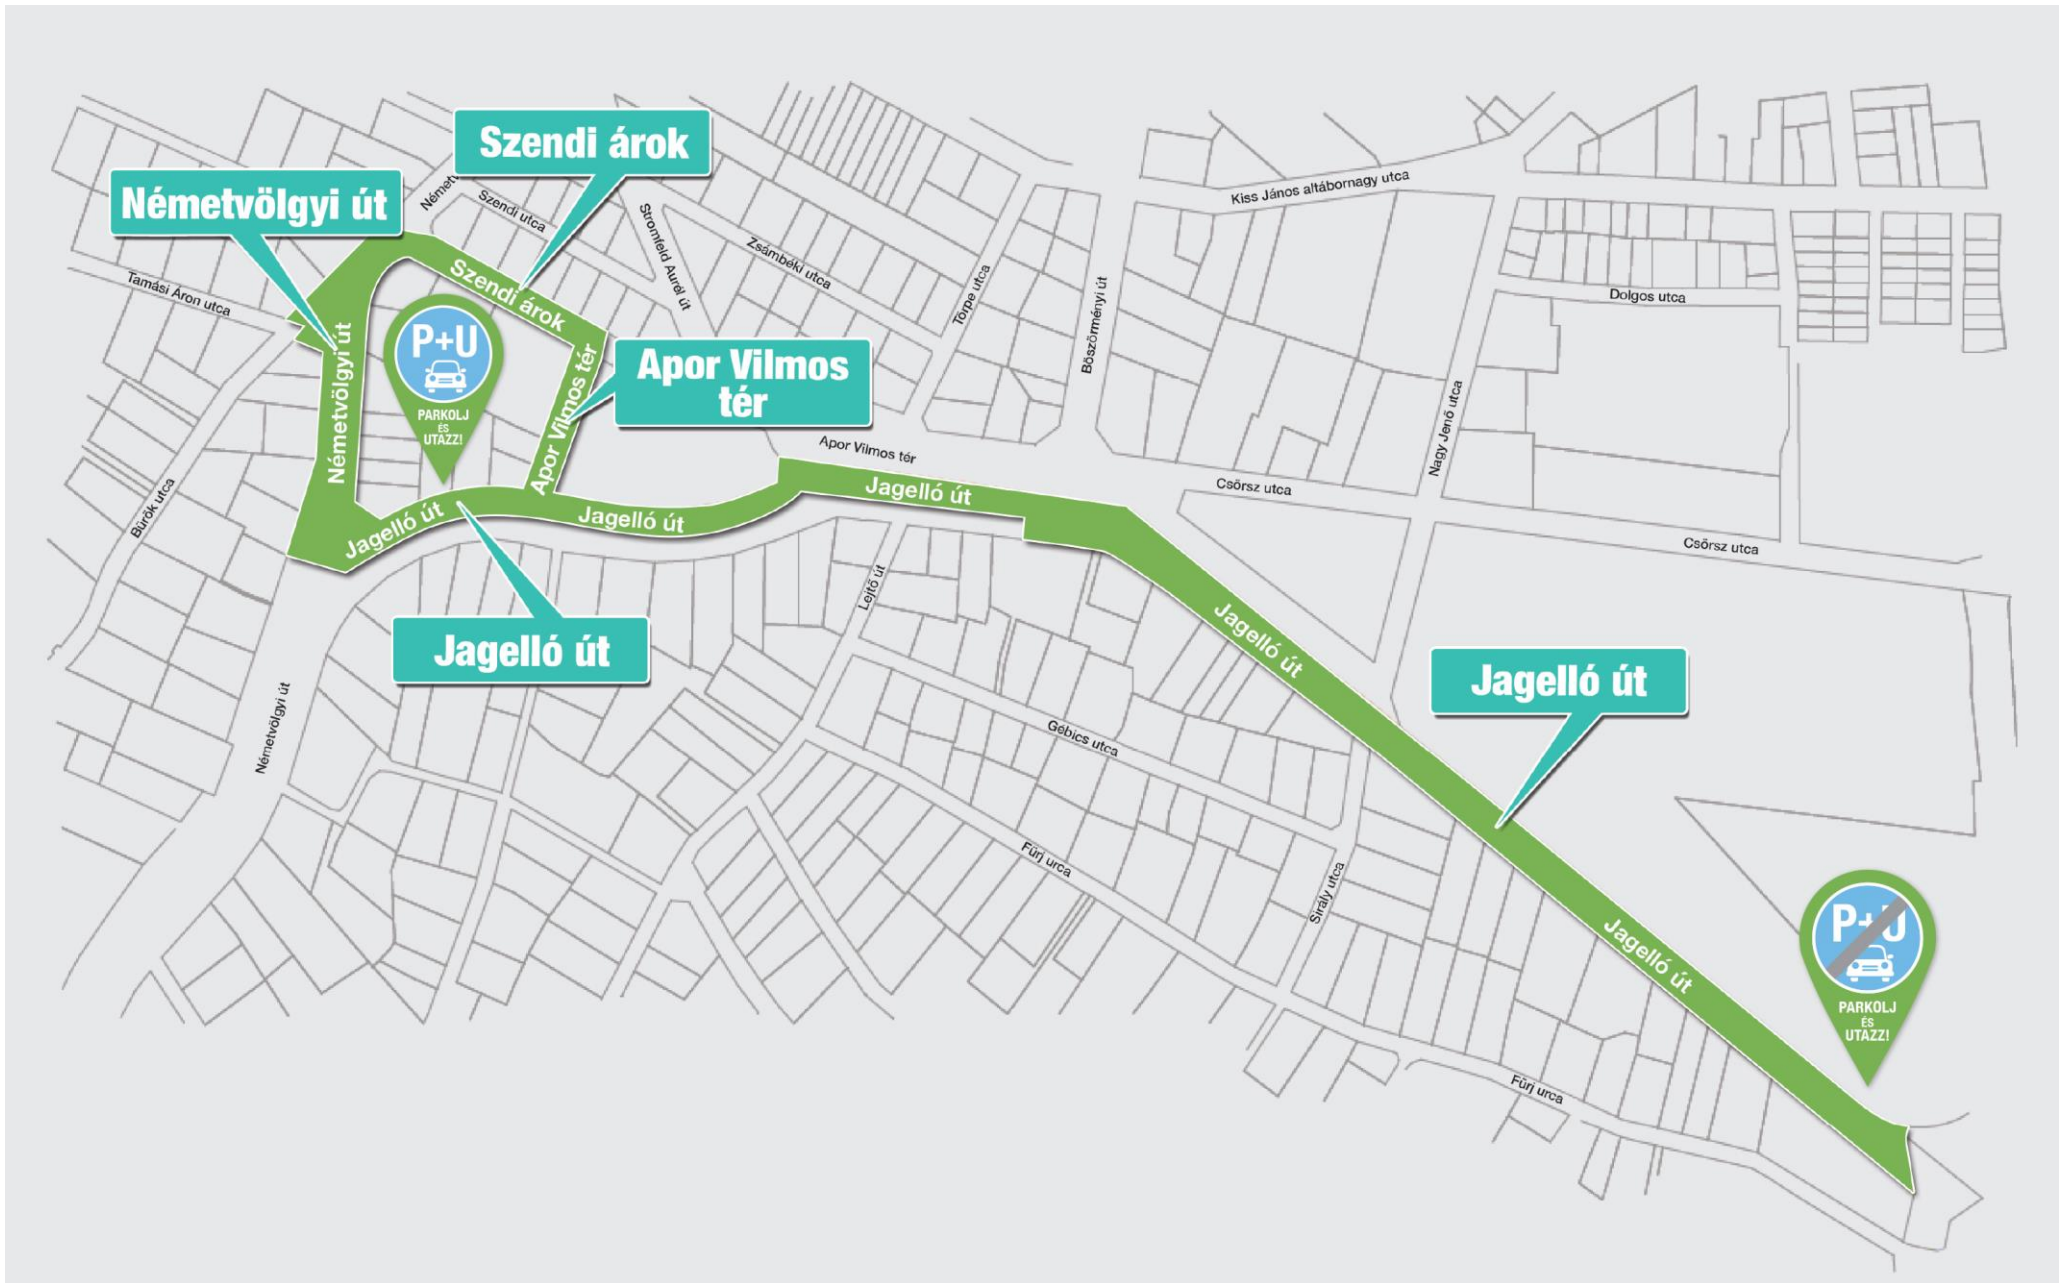 Szendi árok
Németvölgyi út
Németv
Szendi utca
Kiss János altábornagy utca
Stromfeld Aurél út
Zsámbéki utca
Szendi árok
Tamási Áron utca
Törpe utca
Böszörményi út
Dolgos utca
P+U
PARKOLJ
ÉS
UTAZZ!
Németvölgyi út
Apor Vilmos tér
Apor Vilmos
tér
Nagy Jenő utca
Apor Vilmos tér
Jagelló út
Csörsz utca
Bürök utca
Jagelló út
Jagelló út
Csörsz utca
Lejtő út
Jagelló út
Jagelló út
Jagelló út
Németvölgyi út
Gébics utca
Fürj urca
Sirály utca
Jagelló út
P+U
PARKOLJ
ÉS
UTAZZ!
Fürj urca